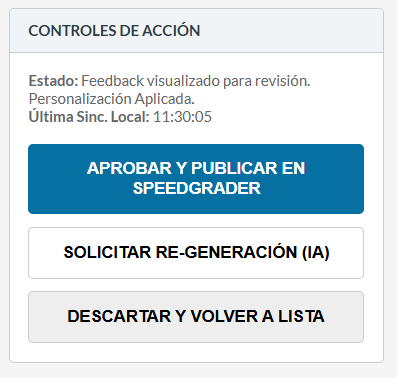 CONTROLES DE ACCIÓN
Estado: Feedback visualizado para revisión.
Personalización Aplicada.
Última Sinc. Local: 11:30:05
APROBAR Y PUBLICAR EN
SPEEDGRADER
SOLICITAR RE-GENERACIÓN (IA)
DESCARTAR Y VOLVER A LISTA